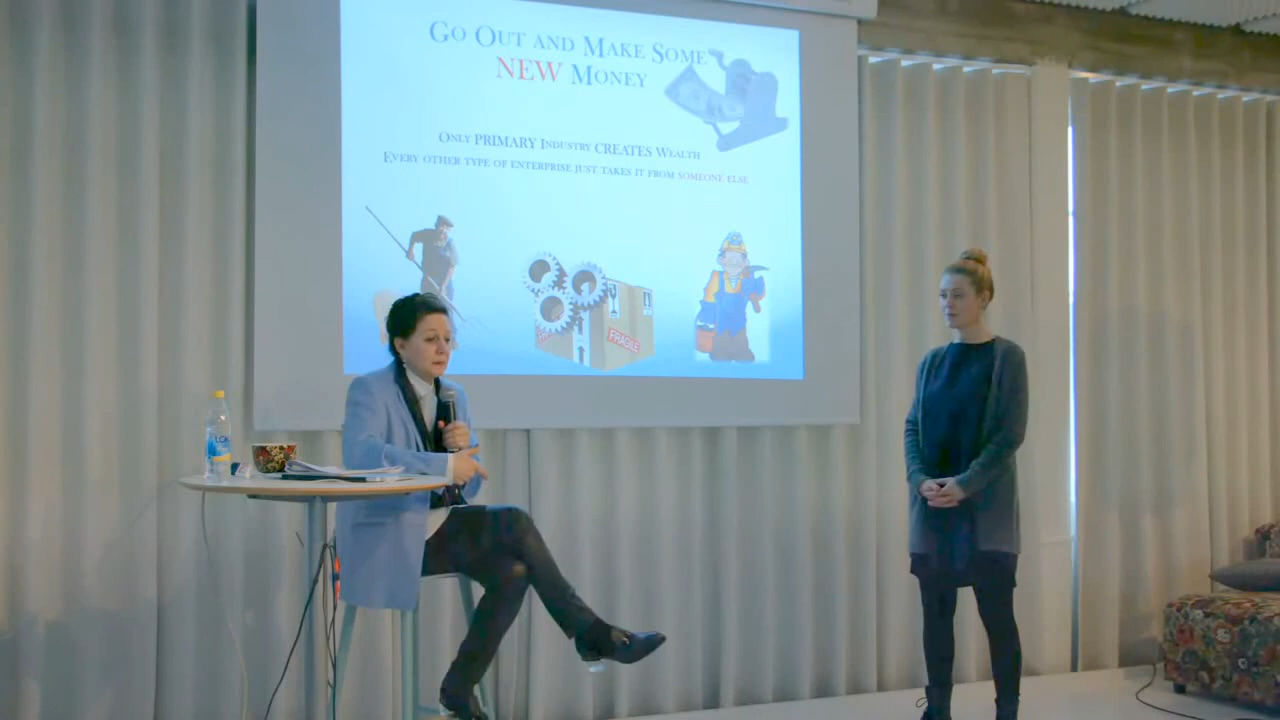 Go Out and Make Some
NEW Money
Only PRIMARY Industry CREATES Wealth
Every other type of enterprise just takes it from someone else
FRAGILE